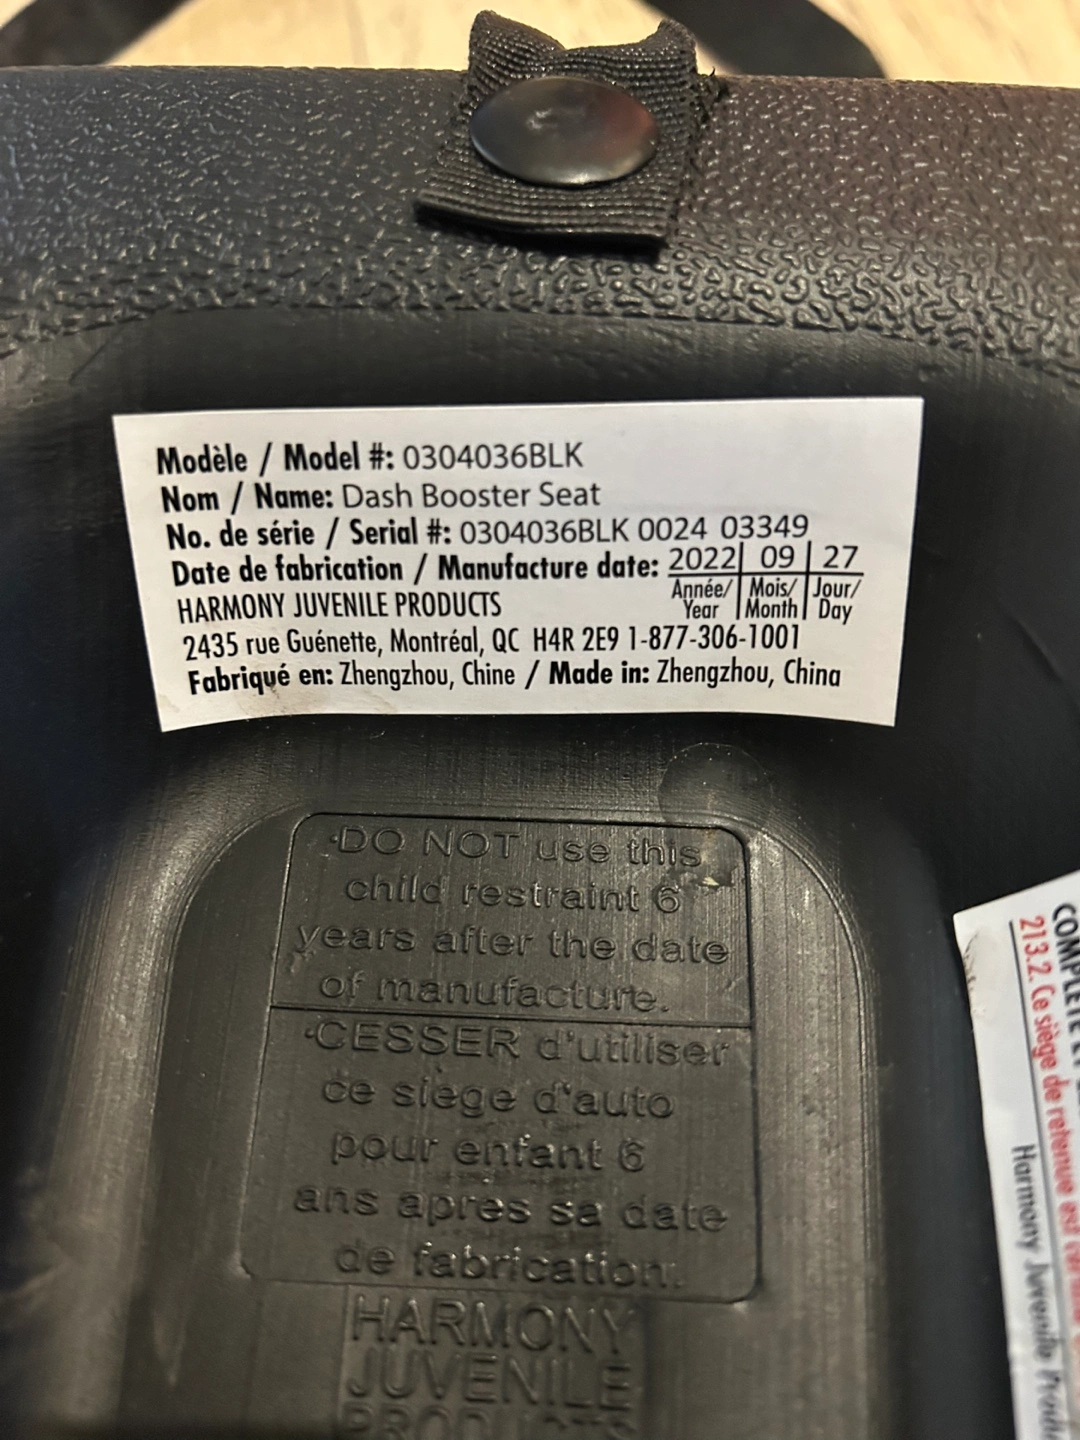 Modèle / Model #: 0304036BLK
Nom / Name: Dash Booster Seat
No. de série / Serial #: 0304036BLK 0024 03349
Date de fabrication / Manufacture date: 2022 | 09 | 27
Année/ Year | Mois/ Month | Jour/ Day
HARMONY JUVENILE PRODUCTS
2435 rue Guénette, Montréal, QC H4R 2E9 1-877-306-1001
Fabriqué en: Zhengzhou, Chine / Made in: Zhengzhou, China
·DO NOT use this
child restraint 6
years after the date
of manufacture.
·CESSER d'utiliser
ce siège d'auto
pour enfant 6
ans apres sa date
de fabrication.
HARMONY
JUVENILE
PRODUCTS
213.2. Ce siège de retenue est
Harmony Juvenile